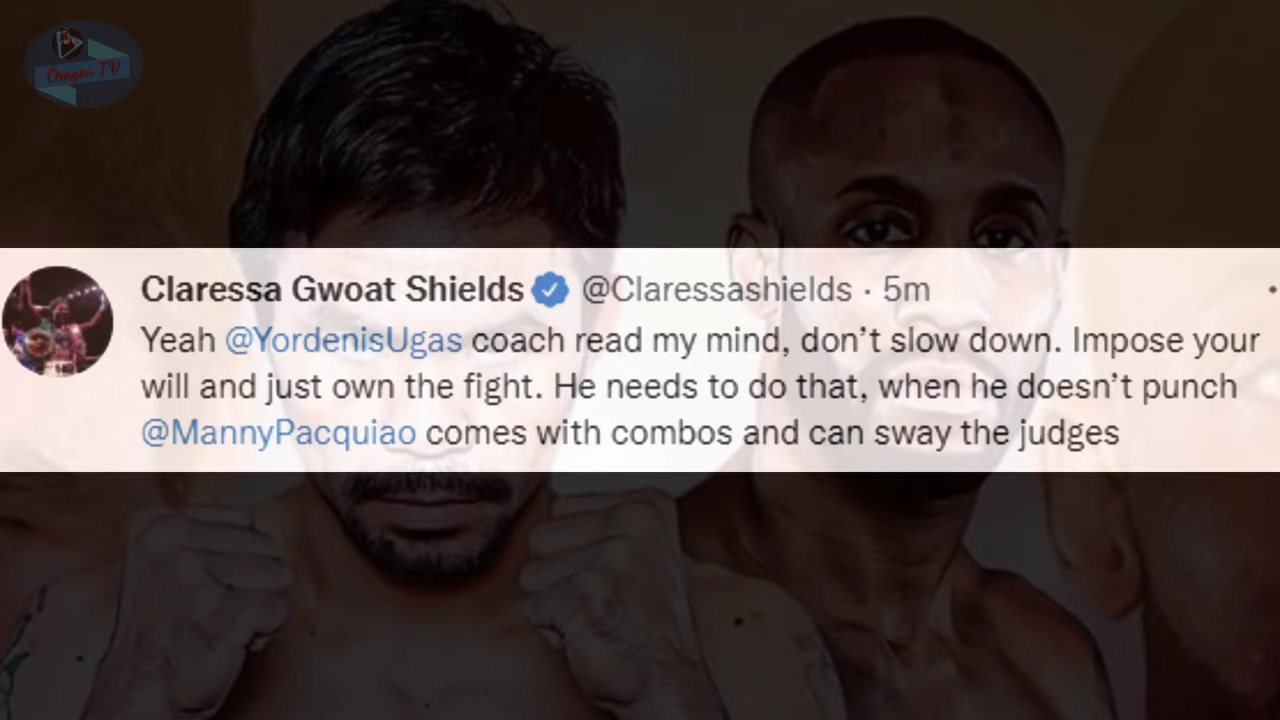 Oragon TV
Claressa Gwoat Shields @Claressashields · 5m
Yeah @YordenisUgas coach read my mind, don’t slow down. Impose your
will and just own the fight. He needs to do that, when he doesn’t punch
@MannyPacquiao comes with combos and can sway the judges